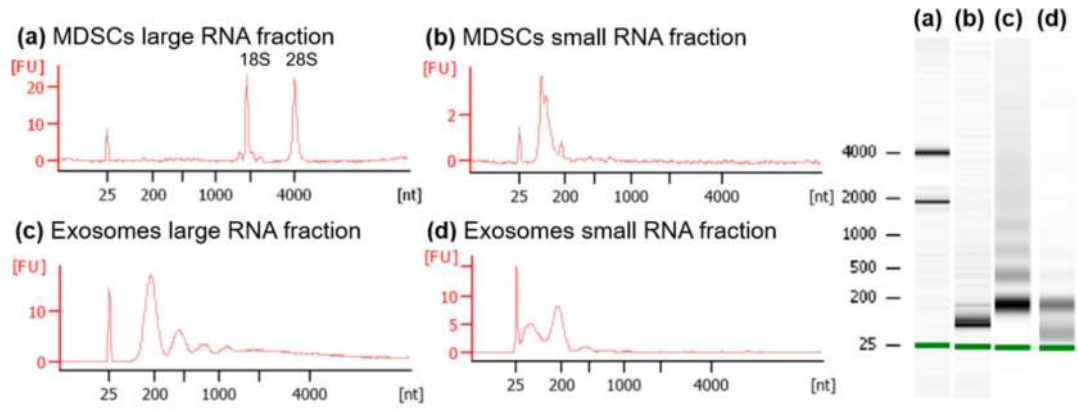 (a) MDSCs large RNA fraction
[FU]
18S 28S
20
10
0
25 200 1000 4000 [nt]
(b) MDSCs small RNA fraction
[FU]
2
0
25 200 1000 4000 [nt]
(c) Exosomes large RNA fraction
[FU]
10
0
25 200 1000 4000 [nt]
(d) Exosomes small RNA fraction
[FU]
10
5
0
25 200 1000 4000 [nt]
(a) (b) (c) (d)
4000
2000
1000
500
200
25